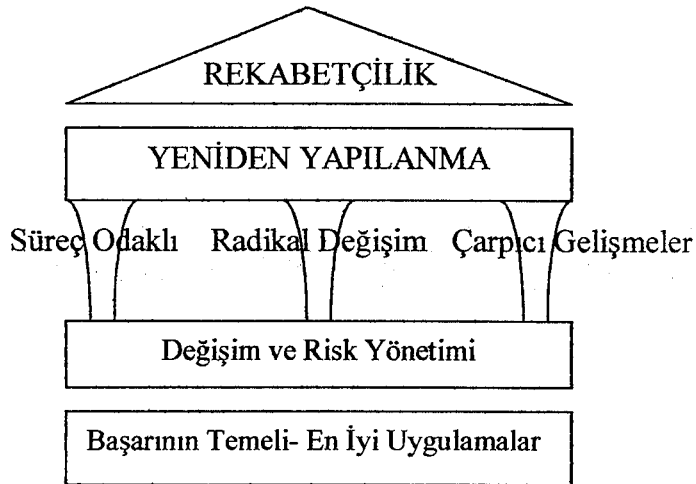 REKABETÇİLİK
YENİDEN YAPILANMA
Süreç Odaklı Radikal Değişim Çarpıcı Gelişmeler
Değişim ve Risk Yönetimi
Başarının Temeli- En İyi Uygulamalar